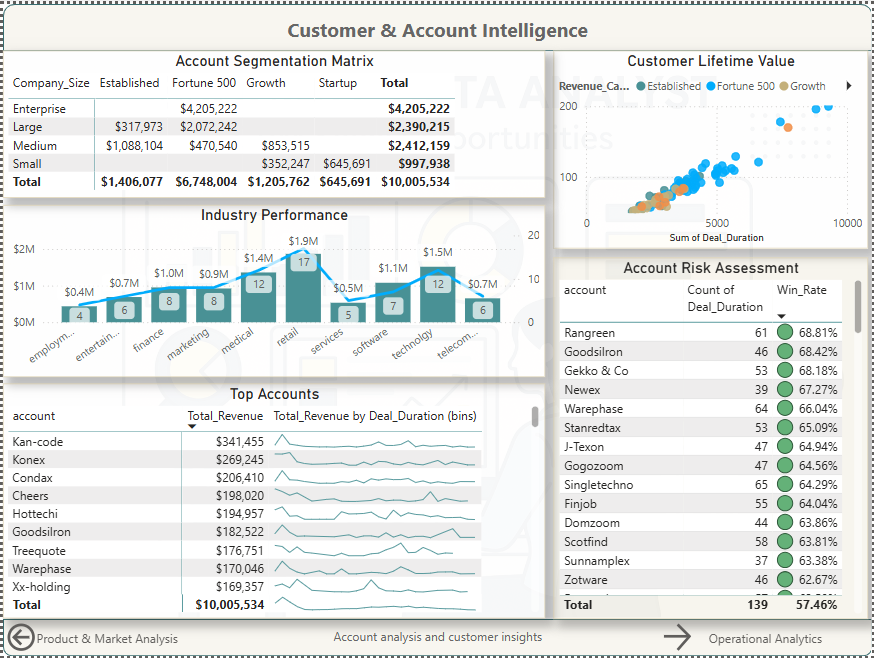 Customer & Account Intelligence
Account Segmentation Matrix
Company_Size Established Fortune 500 Growth Startup Total
Enterprise $4,205,222 $4,205,222
Large $317,973 $2,072,242 $2,390,215
Medium $1,088,104 $470,540 $853,515 $2,412,159
Small $352,247 $645,691 $997,938
Total $1,406,077 $6,748,004 $1,205,762 $645,691 $10,005,534
Industry Performance
$2M
$1M
$0M
20
10
0
$0.4M $0.7M $1.0M $0.9M $1.4M $1.9M $0.5M $1.1M $1.5M $0.7M
4 6 8 8 12 17 5 7 12 6
employm... entertain... finance marketing medical retail services software technolgy telecom...
Top Accounts
account Total_Revenue Total_Revenue by Deal_Duration (bins)
Kan-code $341,455
Konex $269,245
Condax $206,410
Cheers $198,020
Hottechi $194,957
Goodsilron $182,522
Treequote $176,751
Warephase $170,046
Xx-holding $169,357
Total $10,005,534
Customer Lifetime Value
Revenue_Ca... Established Fortune 500 Growth
200
100
0 5000 10000
Sum of Deal_Duration
Account Risk Assessment
account Count of Deal_Duration Win_Rate
Rangreen 61 68.81%
Goodsilron 46 68.42%
Gekko & Co 53 68.18%
Newex 39 67.27%
Warephase 64 66.04%
Stanredtax 53 65.09%
J-Texon 47 64.94%
Gogozoom 47 64.56%
Singletechno 65 64.29%
Finjob 55 64.04%
Domzoom 44 63.86%
Scotfind 58 63.81%
Sunnamplex 37 63.38%
Zotware 46 62.67%
Total 139 57.46%
Product & Market Analysis
Account analysis and customer insights
Operational Analytics